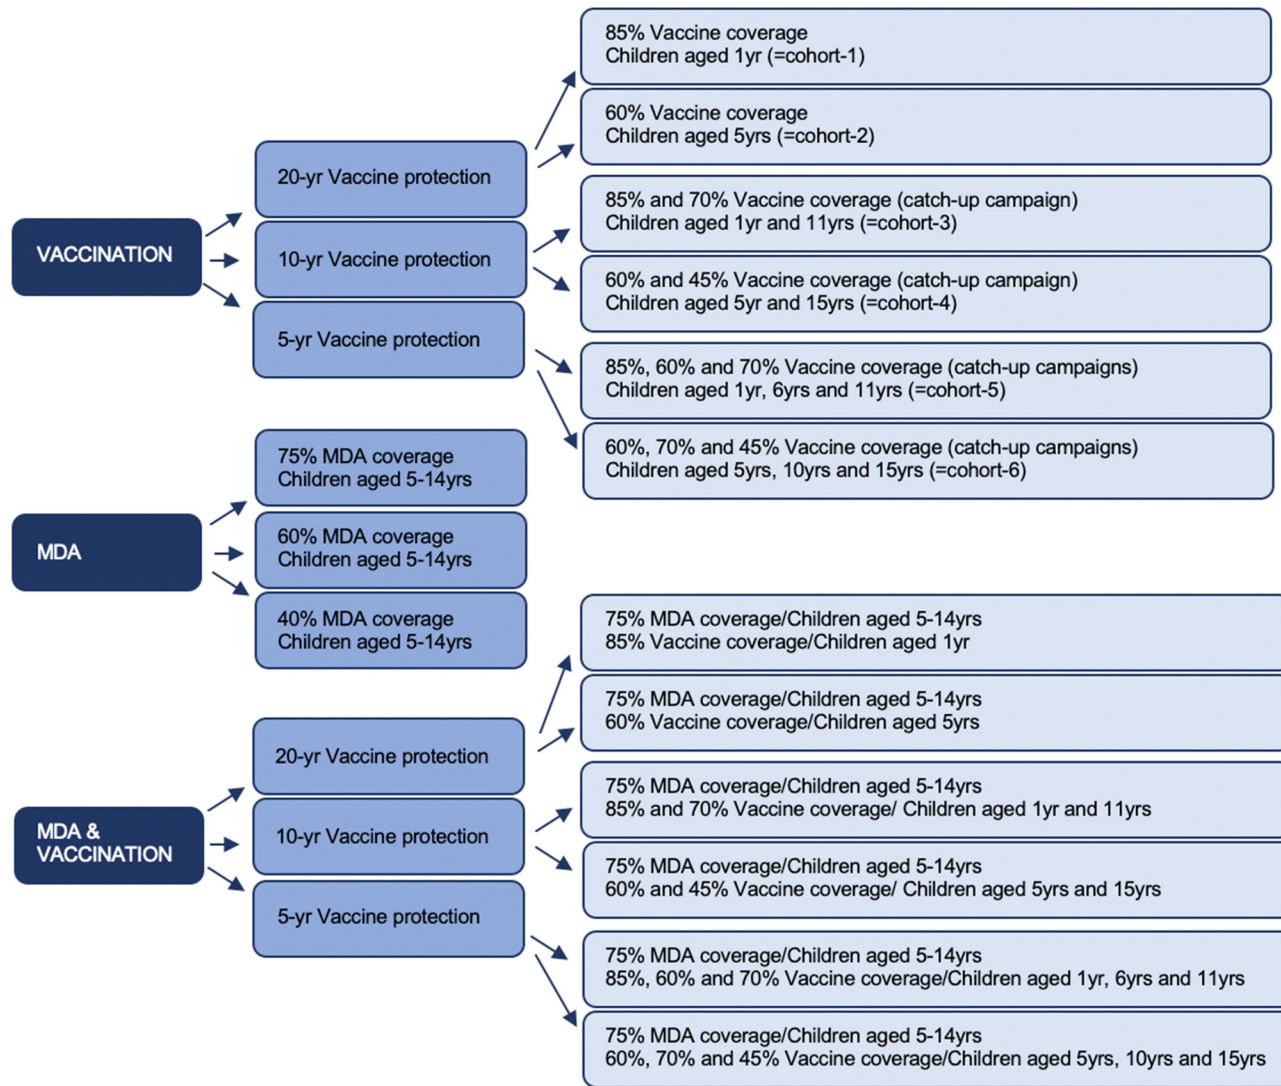 VACCINATION
20-yr Vaccine protection
10-yr Vaccine protection
5-yr Vaccine protection
85% Vaccine coverage
Children aged 1yr (=cohort-1)
60% Vaccine coverage
Children aged 5yrs (=cohort-2)
85% and 70% Vaccine coverage (catch-up campaign)
Children aged 1yr and 11yrs (=cohort-3)
60% and 45% Vaccine coverage (catch-up campaign)
Children aged 5yr and 15yrs (=cohort-4)
85%, 60% and 70% Vaccine coverage (catch-up campaigns)
Children aged 1yr, 6yrs and 11yrs (=cohort-5)
60%, 70% and 45% Vaccine coverage (catch-up campaigns)
Children aged 5yrs, 10yrs and 15yrs (=cohort-6)
MDA
75% MDA coverage
Children aged 5-14yrs
60% MDA coverage
Children aged 5-14yrs
40% MDA coverage
Children aged 5-14yrs
MDA &
VACCINATION
20-yr Vaccine protection
10-yr Vaccine protection
5-yr Vaccine protection
75% MDA coverage/Children aged 5-14yrs
85% Vaccine coverage/Children aged 1yr
75% MDA coverage/Children aged 5-14yrs
60% Vaccine coverage/Children aged 5yrs
75% MDA coverage/Children aged 5-14yrs
85% and 70% Vaccine coverage/ Children aged 1yr and 11yrs
75% MDA coverage/Children aged 5-14yrs
60% and 45% Vaccine coverage/ Children aged 5yrs and 15yrs
75% MDA coverage/Children aged 5-14yrs
85%, 60% and 70% Vaccine coverage/Children aged 1yr, 6yrs and 11yrs
75% MDA coverage/Children aged 5-14yrs
60%, 70% and 45% Vaccine coverage/Children aged 5yrs, 10yrs and 15yrs